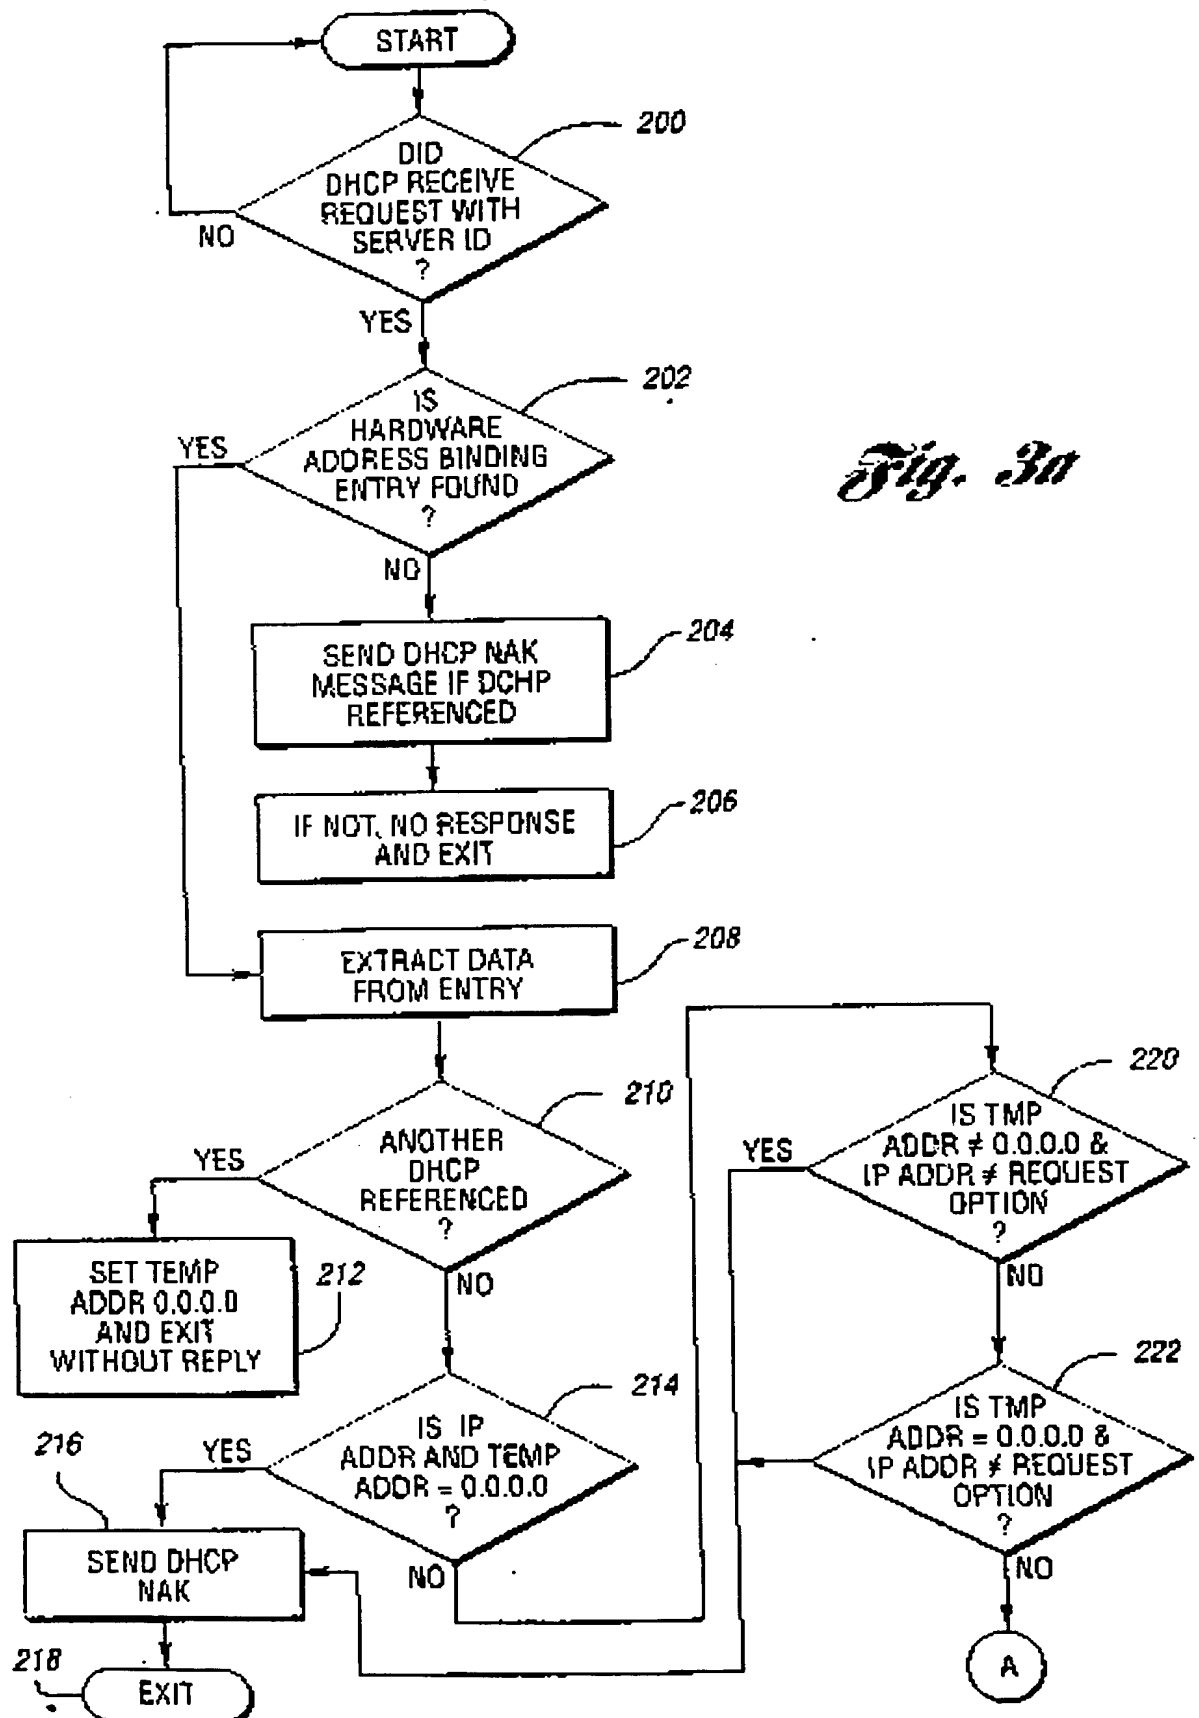 START
200
DID
DHCP RECEIVE
REQUEST WITH
SERVER ID
?
NO
YES
202
IS
HARDWARE
ADDRESS BINDING
ENTRY FOUND
?
YES
NO
Fig. 3a
204
SEND DHCP NAK
MESSAGE IF DCHP
REFERENCED
206
IF NOT, NO RESPONSE
AND EXIT
208
EXTRACT DATA
FROM ENTRY
210
ANOTHER
DHCP
REFERENCED
?
YES
NO
SET TEMP
ADDR 0.0.0.0
AND EXIT
WITHOUT REPLY
212
214
IS IP
ADDR AND TEMP
ADDR = 0.0.0.0
?
YES
NO
216
SEND DHCP
NAK
218
EXIT
220
IS TMP
ADDR ≠ 0.0.0.0 &
IP ADDR ≠ REQUEST
OPTION
?
YES
NO
222
IS TMP
ADDR = 0.0.0.0 &
IP ADDR ≠ REQUEST
OPTION
?
NO
A